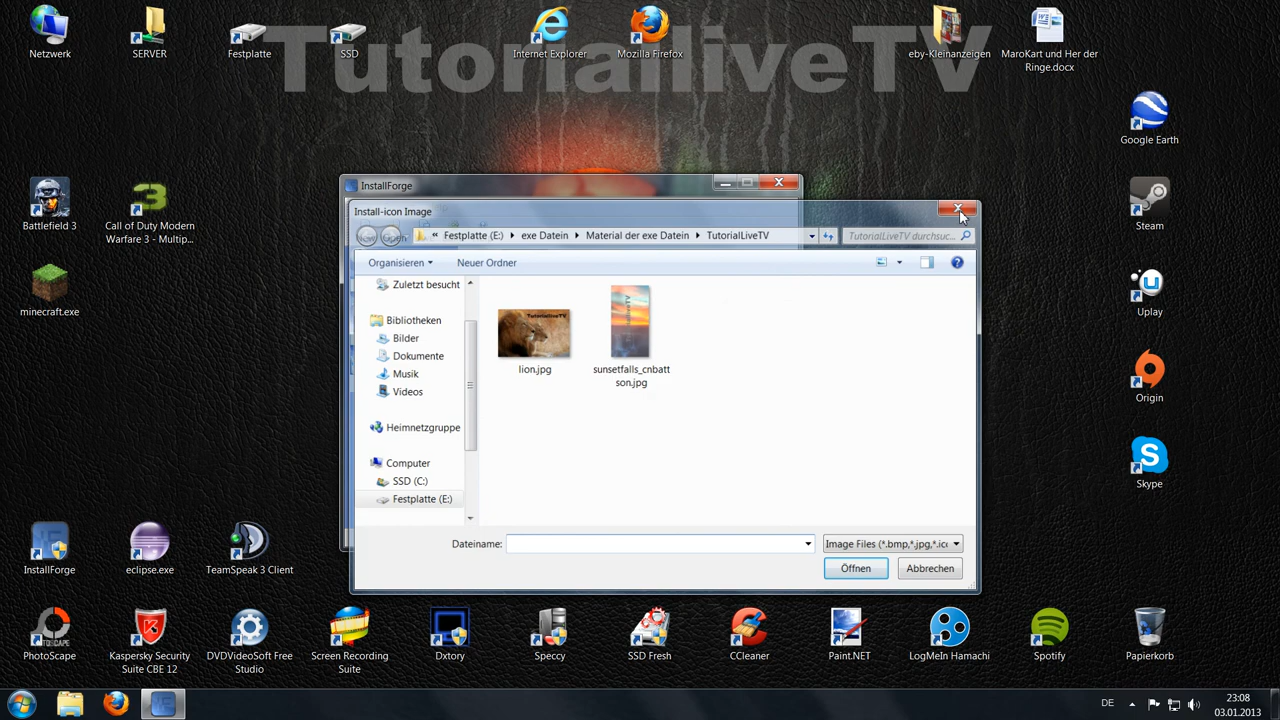 TutorialliveTV
Netzwerk
SERVER
Festplatte
SSD
Internet Explorer
Mozilla Firefox
eby-Kleinanzeigen
MaroKart und Her der
Ringe.docx
Google Earth
Battlefield 3
Call of Duty Modern
Warfare 3 - Multip...
Steam
minecraft.exe
Uplay
Origin
Skype
InstallForge
Install-icon Image
« Festplatte (E:) ▸ exe Datein ▸ Material der exe Datein ▸ TutorialLiveTV
TutorialLiveTV durchsuc...
Organisieren
Neuer Ordner
Zuletzt besucht
Bibliotheken
Bilder
Dokumente
Musik
Videos
Heimnetzgruppe
Computer
SSD (C:)
Festplatte (E:)
TutorialliveTV
lion.jpg
sunsetfalls_cnbatt
son.jpg
Dateiname:
Image Files (*.bmp,*.jpg,*.ic
Öffnen
Abbrechen
InstallForge
eclipse.exe
TeamSpeak 3 Client
PhotoScape
Kaspersky Security
Suite CBE 12
DVDVideoSoft Free
Studio
Screen Recording
Suite
Dxtory
Speccy
SSD Fresh
CCleaner
Paint.NET
LogMeIn Hamachi
Spotify
Papierkorb
DE
23:08
03.01.2013